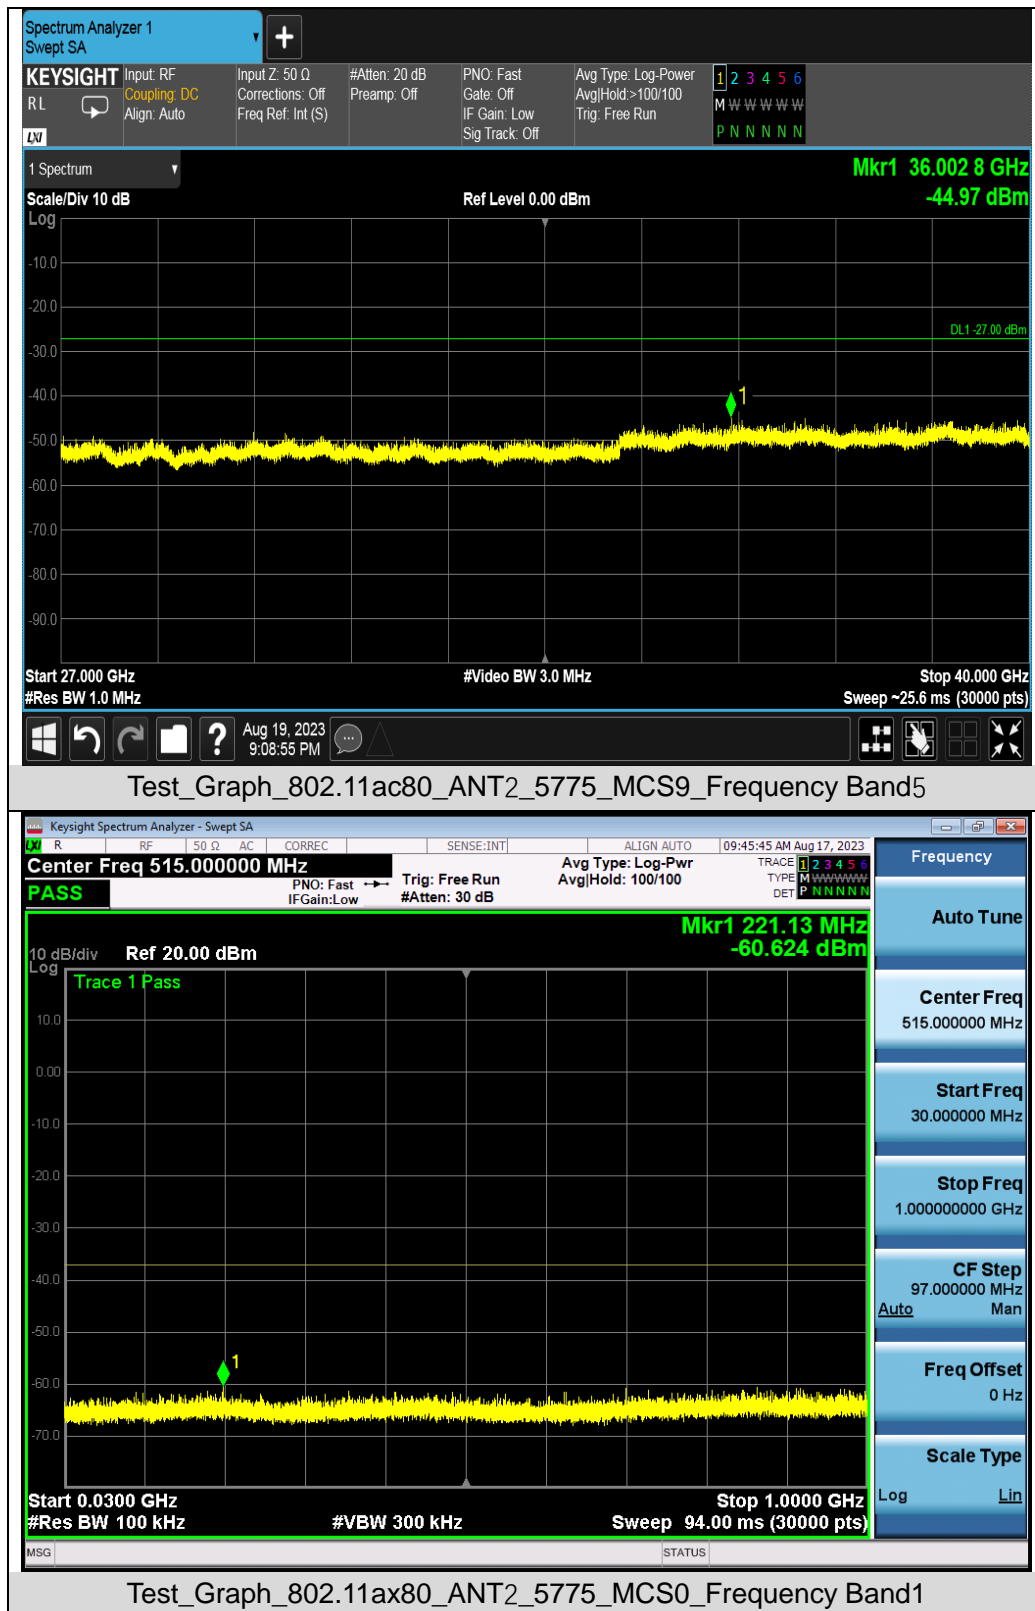 Spectrum Analyzer 1
Swept SA
+
KEYSIGHT
R L
LXI
Input: RF
Coupling: DC
Align: Auto
Input Z: 50 Ω
Corrections: Off
Freq Ref: Int (S)
#Atten: 20 dB
Preamp: Off
PNO: Fast
Gate: Off
IF Gain: Low
Sig Track: Off
Avg Type: Log-Power
Avg|Hold:>100/100
Trig: Free Run
1 2 3 4 5 6
M W W W W W
P N N N N N
1 Spectrum
Mkr1 36.002 8 GHz
Scale/Div 10 dB
Ref Level 0.00 dBm
-44.97 dBm
Log
-10.0
-20.0
DL1 -27.00 dBm
-30.0
-40.0
1
-50.0
-60.0
-70.0
-80.0
-90.0
Start 27.000 GHz
#Video BW 3.0 MHz
Stop 40.000 GHz
#Res BW 1.0 MHz
Sweep ~25.6 ms (30000 pts)
?
Aug 19, 2023
9:08:55 PM
Test_Graph_802.11ac80_ANT2_5775_MCS9_Frequency Band5
Keysight Spectrum Analyzer - Swept SA
LXI R RF 50 Ω AC CORREC SENSE:INT ALIGN AUTO 09:45:45 AM Aug 17, 2023
Center Freq 515.000000 MHz
PASS
PNO: Fast
IFGain:Low
Trig: Free Run
#Atten: 30 dB
Avg Type: Log-Pwr
Avg|Hold: 100/100
TRACE 1 2 3 4 5 6
TYPE M W W W W W
DET P N N N N N
Frequency
Mkr1 221.13 MHz
-60.624 dBm
10 dB/div
Ref 20.00 dBm
Log
Trace 1 Pass
10.0
0.00
-10.0
-20.0
-30.0
-40.0
-50.0
1
-60.0
-70.0
Start 0.0300 GHz
Stop 1.0000 GHz
#Res BW 100 kHz
#VBW 300 kHz
Sweep 94.00 ms (30000 pts)
Auto Tune
Center Freq
515.000000 MHz
Start Freq
30.000000 MHz
Stop Freq
1.000000000 GHz
CF Step
97.000000 MHz
Auto Man
Freq Offset
0 Hz
Scale Type
Log Lin
MSG
STATUS
Test_Graph_802.11ax80_ANT2_5775_MCS0_Frequency Band1